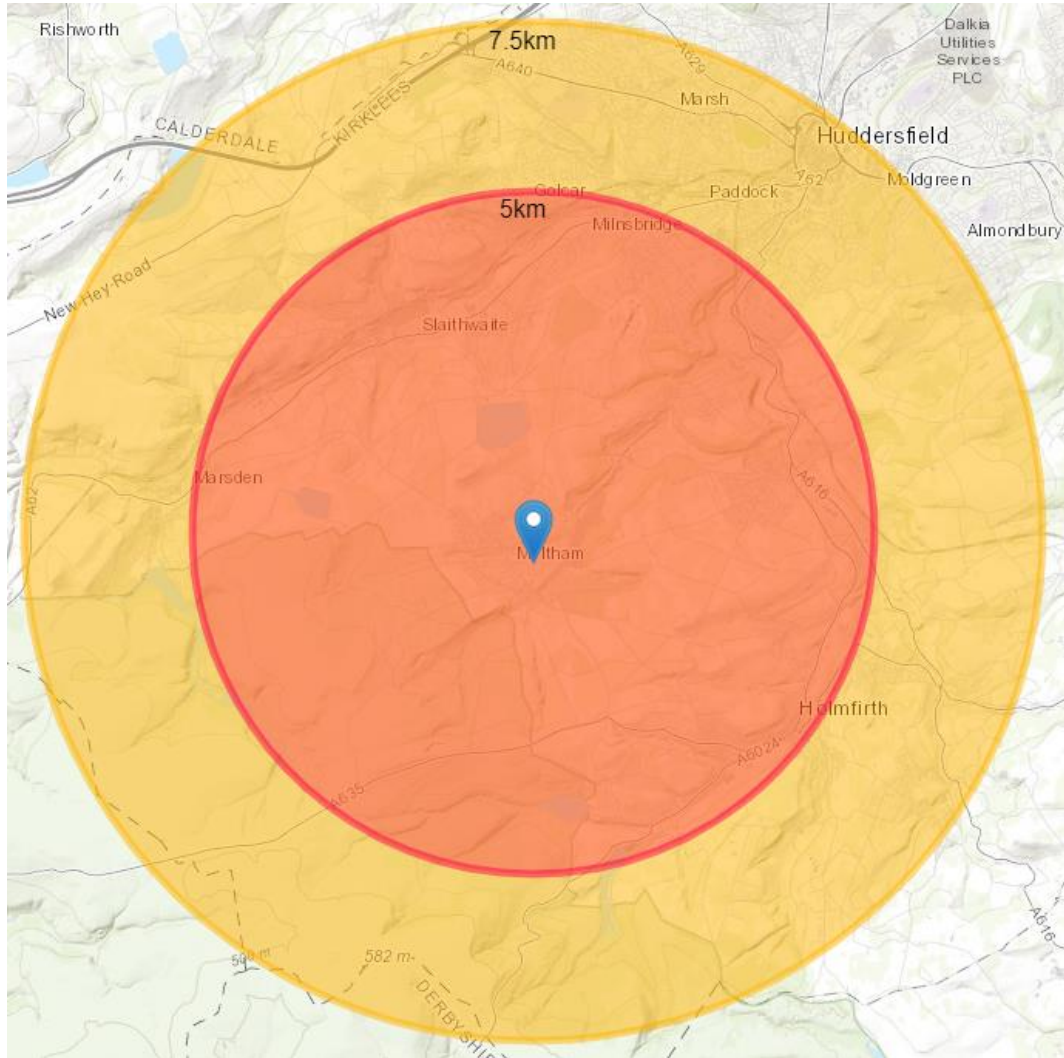 Rishworth
Dalkia
Utilities
Services
PLC
7.5km
A640
A629
Marsh
CALDERDALE
KIRKLEES
Huddersfield
A62
Moldgreen
Paddock
Golcar
5km
Milnsbridge
Almondbury
New Hey Road
Slaithwaite
Marsden
A62
A616
Meltham
Holmfirth
A6024
A635
A616
582 m
DERBYSHIR